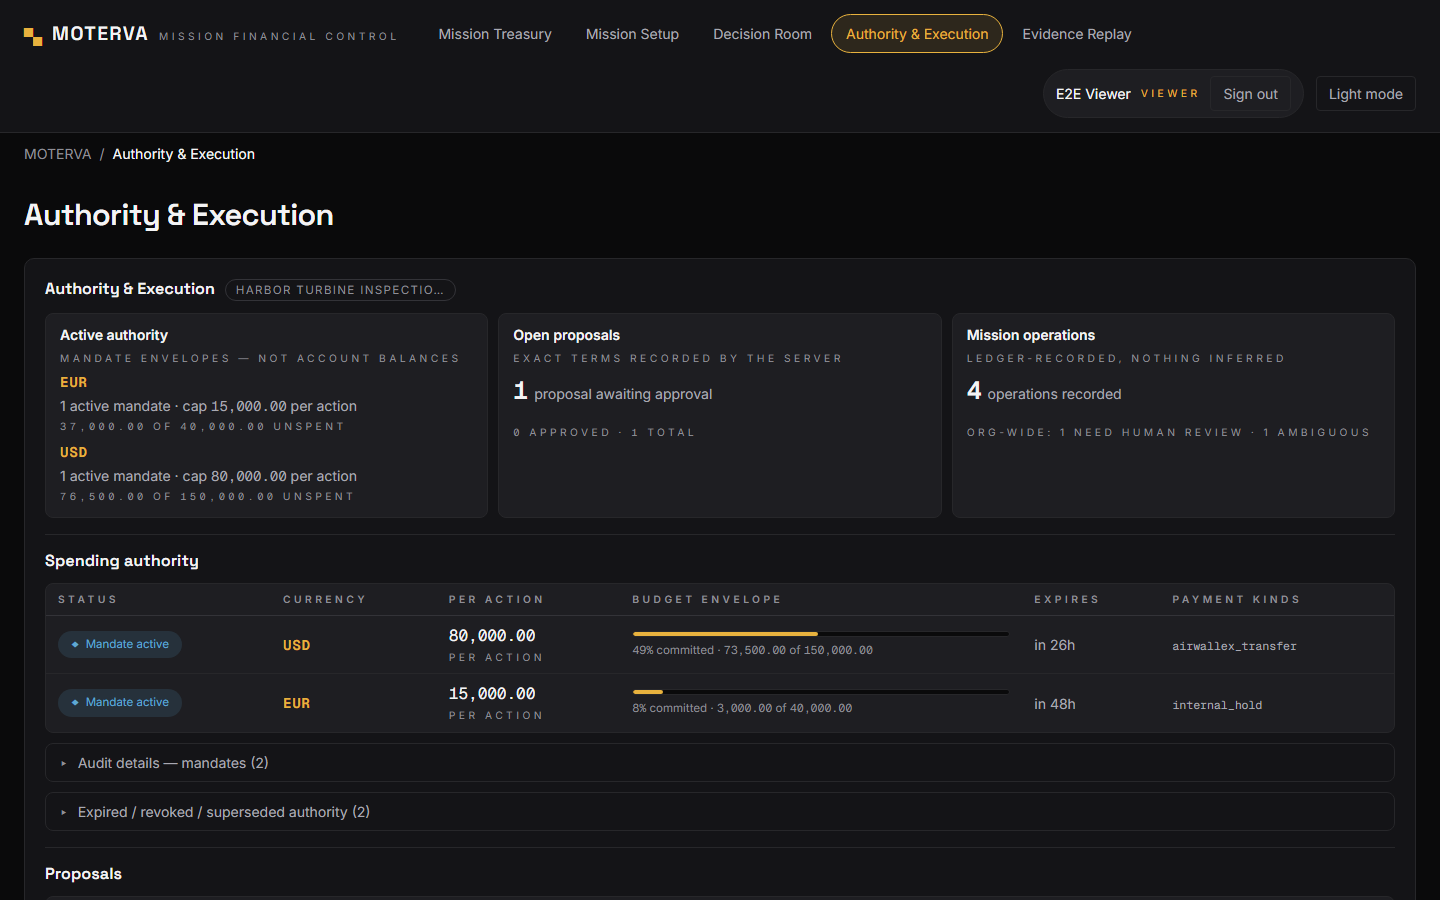 MOTERVA MISSION FINANCIAL CONTROL Mission Treasury Mission Setup Decision Room Authority & Execution Evidence Replay
E2E Viewer VIEWER Sign out Light mode
MOTERVA / Authority & Execution
Authority & Execution
Authority & Execution HARBOR TURBINE INSPECTIO...
Active authority
MANDATE ENVELOPES — NOT ACCOUNT BALANCES
EUR
1 active mandate · cap 15,000.00 per action
37,000.00 OF 40,000.00 UNSPENT
USD
1 active mandate · cap 80,000.00 per action
76,500.00 OF 150,000.00 UNSPENT
Open proposals
EXACT TERMS RECORDED BY THE SERVER
1 proposal awaiting approval
0 APPROVED · 1 TOTAL
Mission operations
LEDGER-RECORDED, NOTHING INFERRED
4 operations recorded
ORG-WIDE: 1 NEED HUMAN REVIEW · 1 AMBIGUOUS
Spending authority
STATUS CURRENCY PER ACTION BUDGET ENVELOPE EXPIRES PAYMENT KINDS
Mandate active USD 80,000.00 PER ACTION 49% committed · 73,500.00 of 150,000.00 in 26h airwallex_transfer
Mandate active EUR 15,000.00 PER ACTION 8% committed · 3,000.00 of 40,000.00 in 48h internal_hold
Audit details — mandates (2)
Expired / revoked / superseded authority (2)
Proposals